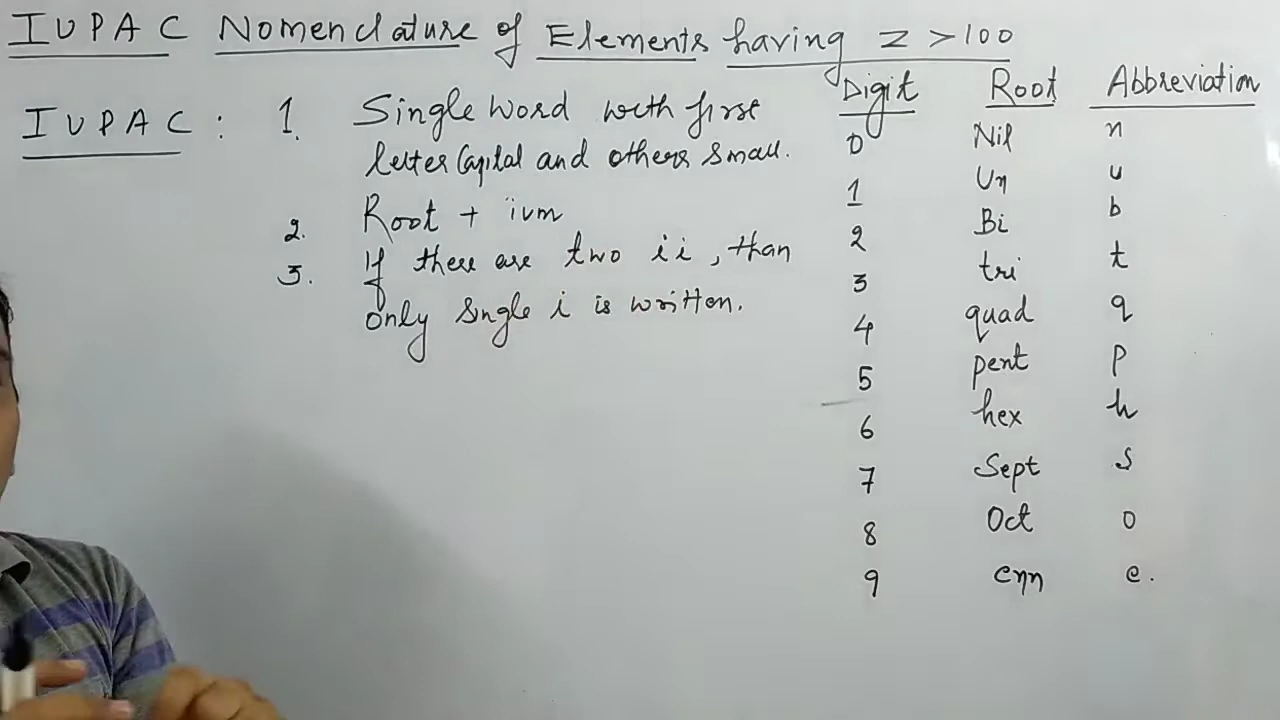 IUPAC Nomenclature of Elements having Z >100
IUPAC : 1. Single word with first
letter Capital and others small.
2. Root + ium
3. If there are two ii, than
only single i is written.
Digit Root Abbreviation
0 Nil n
1 Un u
2 Bi b
3 tri t
4 quad q
5 pent p
6 hex h
7 Sept s
8 Oct o
9 enn e.